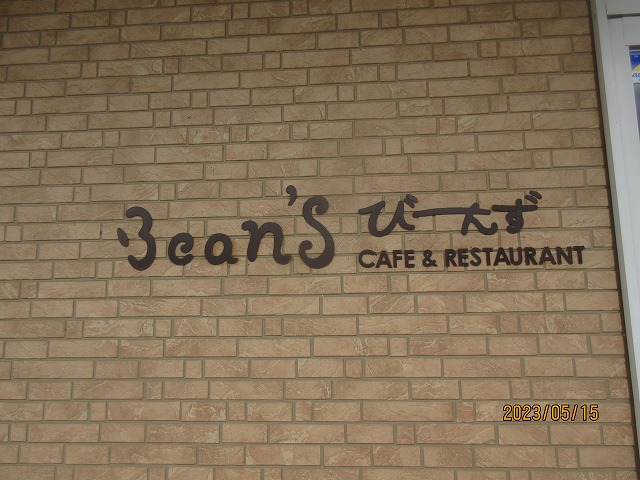 Bean's
びーんず
CAFE & RESTAURANT
2023/05/15